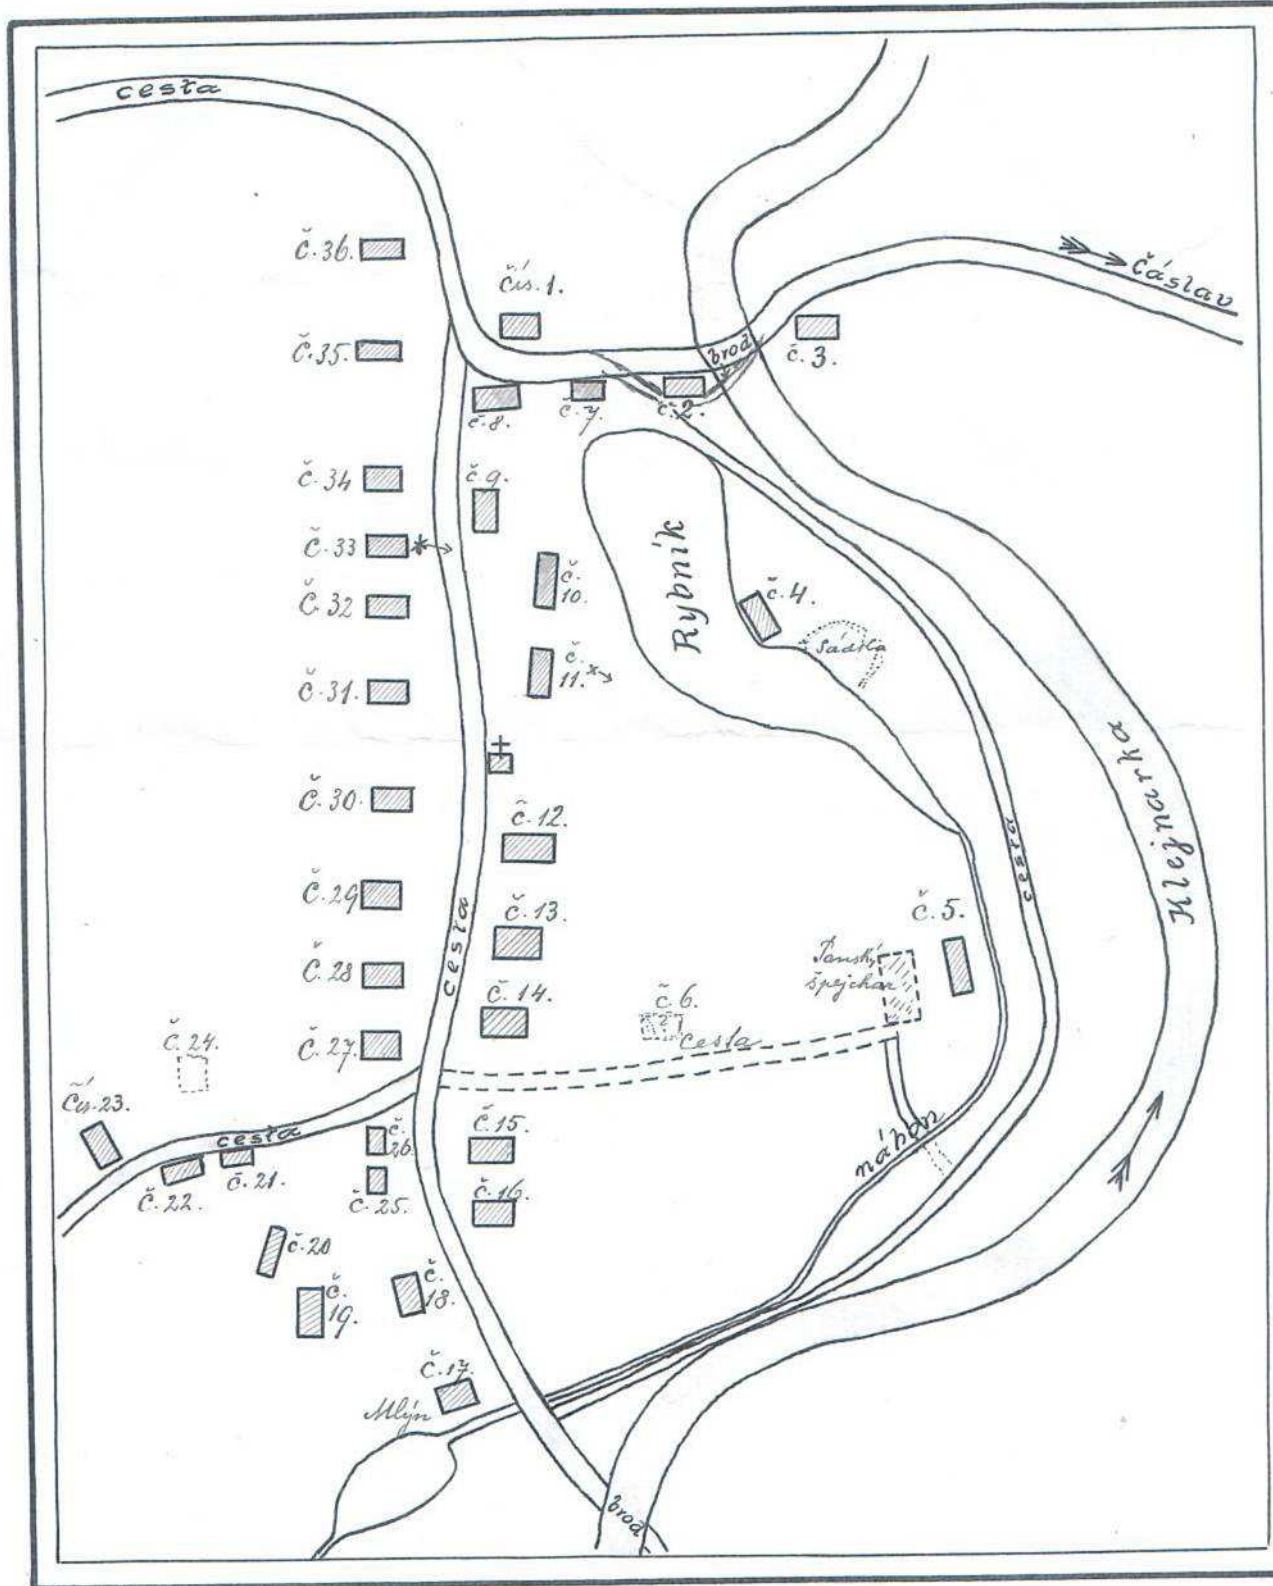 cesta
Č.36.
Čís.1.
Čáslav
Č.35.
brod
č.3.
č.8.
č.7.
č.2.
č.34
č.9.
Rybník
č.33
č.
10.
č.4.
Č.32
Sádka
č.31.
č.
11.
Klejnarka
Č.30.
č.12.
cesta
Č.29
č.13.
cesta
č.5.
Panský
špejchar
Č.28
č.14.
č.6.
cesta
Č.24.
Č.27.
Čís.23.
cesta
Č.
26.
Č.15.
náhon
Č.22.
č.21.
Č.25.
č.16.
č.20
č.
19.
č.
18.
Č.17.
Mlýn
brod